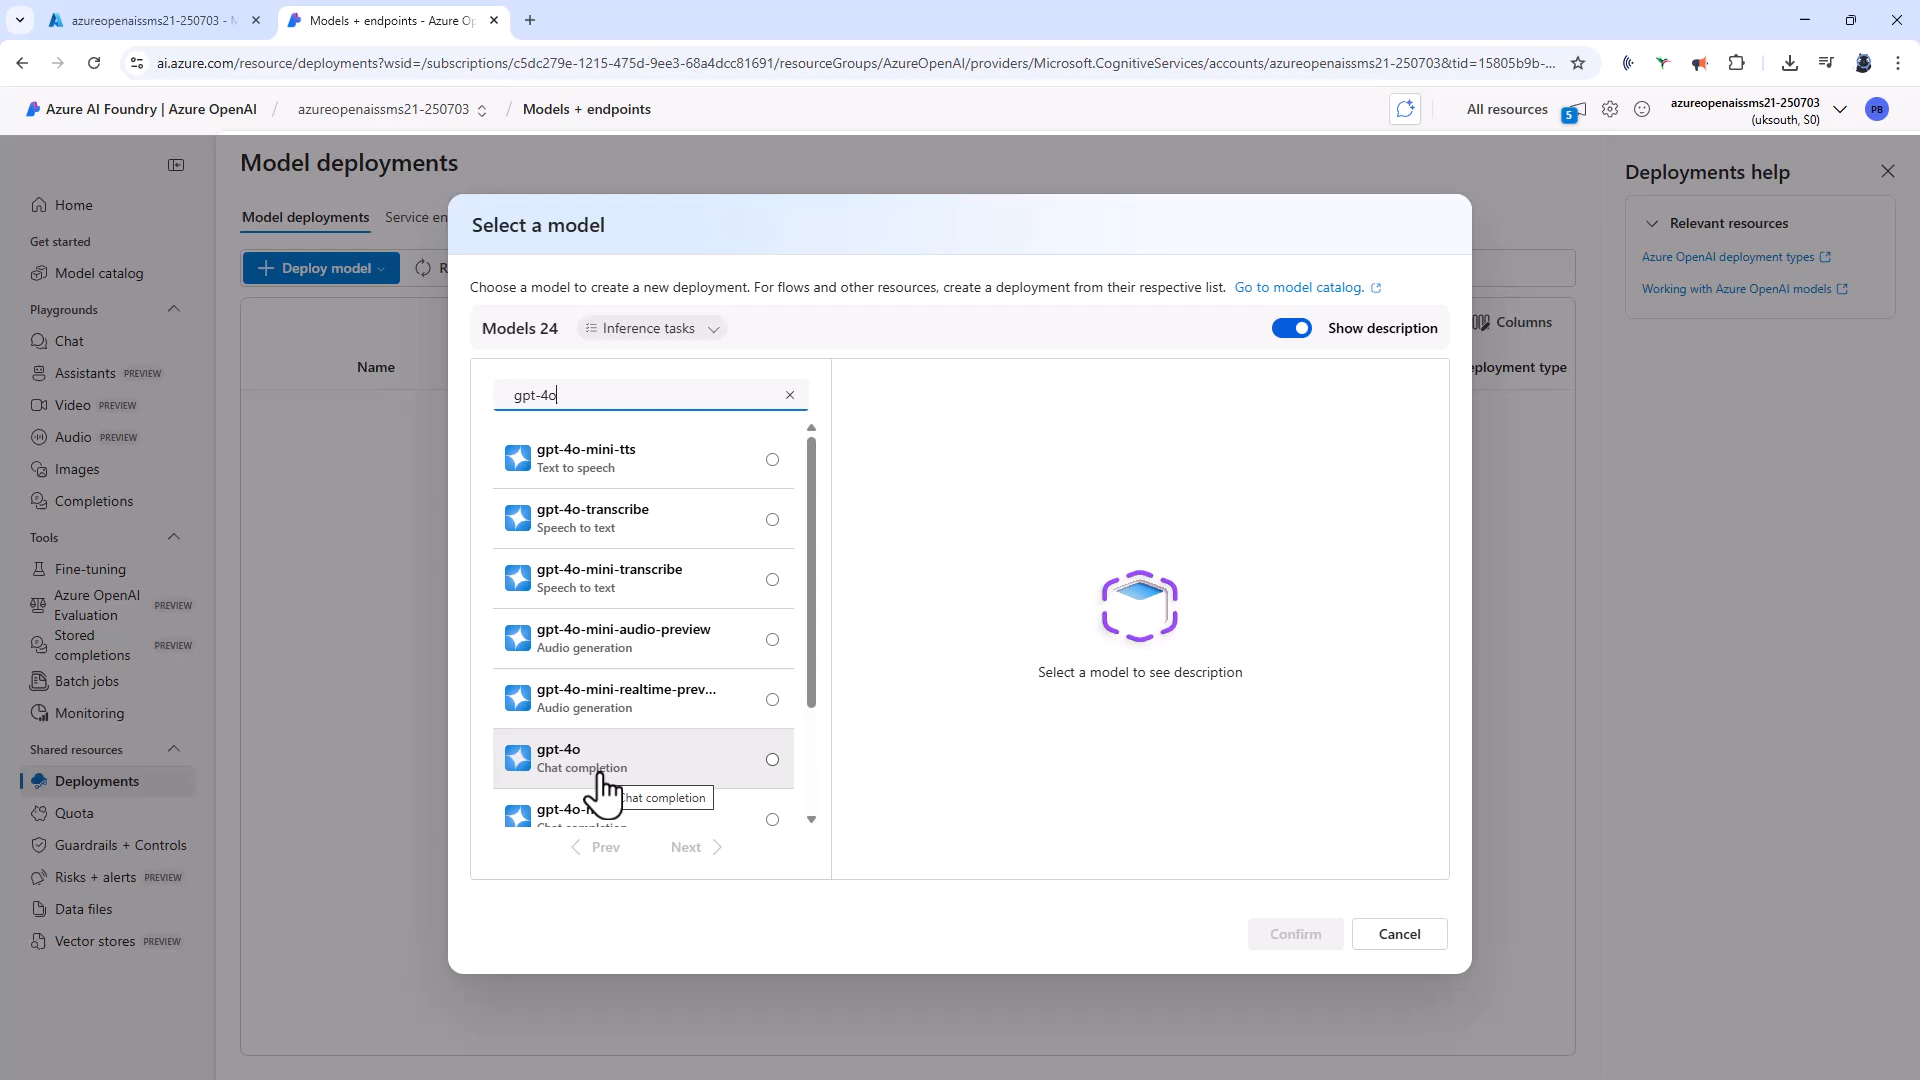 azureopenaissms21-250703 - M
Models + endpoints - Azure Op
ai.azure.com/resource/deployments?wsid=/subscriptions/c5dc279e-1215-475d-9ee3-68a4dcc81691/resourceGroups/AzureOpenAI/providers/Microsoft.CognitiveServices/accounts/azureopenaissms21-250703&tid=15805b9b-...
Azure AI Foundry | Azure OpenAI / azureopenaissms21-250703 / Models + endpoints
All resources
5
azureopenaissms21-250703
(uksouth, S0)
PB
Home
Get started
Model catalog
Playgrounds
Chat
Assistants PREVIEW
Video PREVIEW
Audio PREVIEW
Images
Completions
Tools
Fine-tuning
Azure OpenAI
Evaluation
PREVIEW
Stored
completions
PREVIEW
Batch jobs
Monitoring
Shared resources
Deployments
Quota
Guardrails + Controls
Risks + alerts PREVIEW
Data files
Vector stores PREVIEW
Model deployments
Model deployments Service en
Deploy model
R
Columns
Name
eployment type
Select a model
Choose a model to create a new deployment. For flows and other resources, create a deployment from their respective list. Go to model catalog.
Models 24 Inference tasks Show description
gpt-4o
gpt-4o-mini-tts
Text to speech
gpt-4o-transcribe
Speech to text
gpt-4o-mini-transcribe
Speech to text
gpt-4o-mini-audio-preview
Audio generation
gpt-4o-mini-realtime-prev...
Audio generation
gpt-4o
Chat completion
Chat completion
gpt-4o-
Chat completion
Prev Next
Select a model to see description
Confirm Cancel
Deployments help
Relevant resources
Azure OpenAI deployment types
Working with Azure OpenAI models